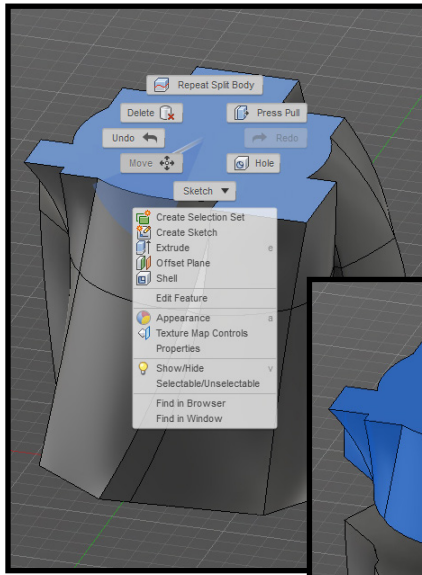 Repeat Split Body
Delete
Press Pull
Undo
Redo
Move
Hole
Sketch
Create Selection Set
Create Sketch
Extrude e
Offset Plane
Shell
Edit Feature
Appearance a
Texture Map Controls
Properties
Show/Hide v
Selectable/Unselectable
Find in Browser
Find in Window